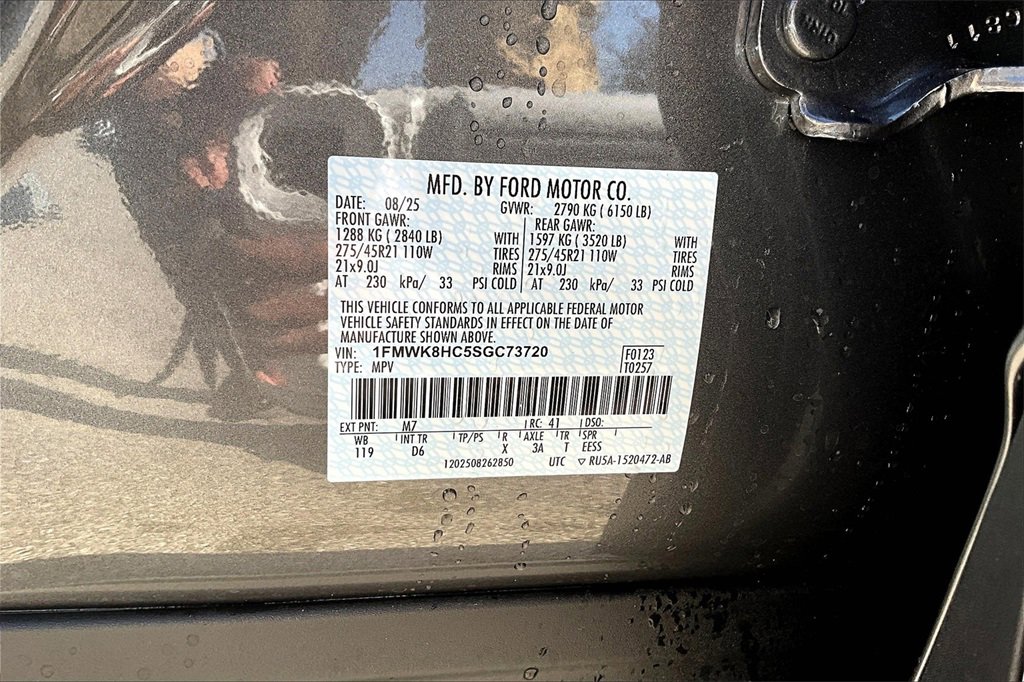 G811
MFD. BY FORD MOTOR CO.
DATE: 08/25 GVWR: 2790 KG ( 6150 LB)
FRONT GAWR: REAR GAWR:
1288 KG ( 2840 LB) WITH 1597 KG ( 3520 LB) WITH
275/45R21 110W TIRES 275/45R21 110W TIRES
21x9.0J RIMS 21x9.0J RIMS
AT 230 kPa/ 33 PSI COLD AT 230 kPa/ 33 PSI COLD
THIS VEHICLE CONFORMS TO ALL APPLICABLE FEDERAL MOTOR
VEHICLE SAFETY STANDARDS IN EFFECT ON THE DATE OF
MANUFACTURE SHOWN ABOVE.
VIN: 1FMWK8HC5SGC73720 F0123
TYPE: MPV T0257
EXT PNT: M7 RC: 41 DSO:
WB INT TR TP/PS R AXLE TR SPR
119 D6 X 3A T EESS
1202508262850 UTC ▽ RU5A-1520472-AB